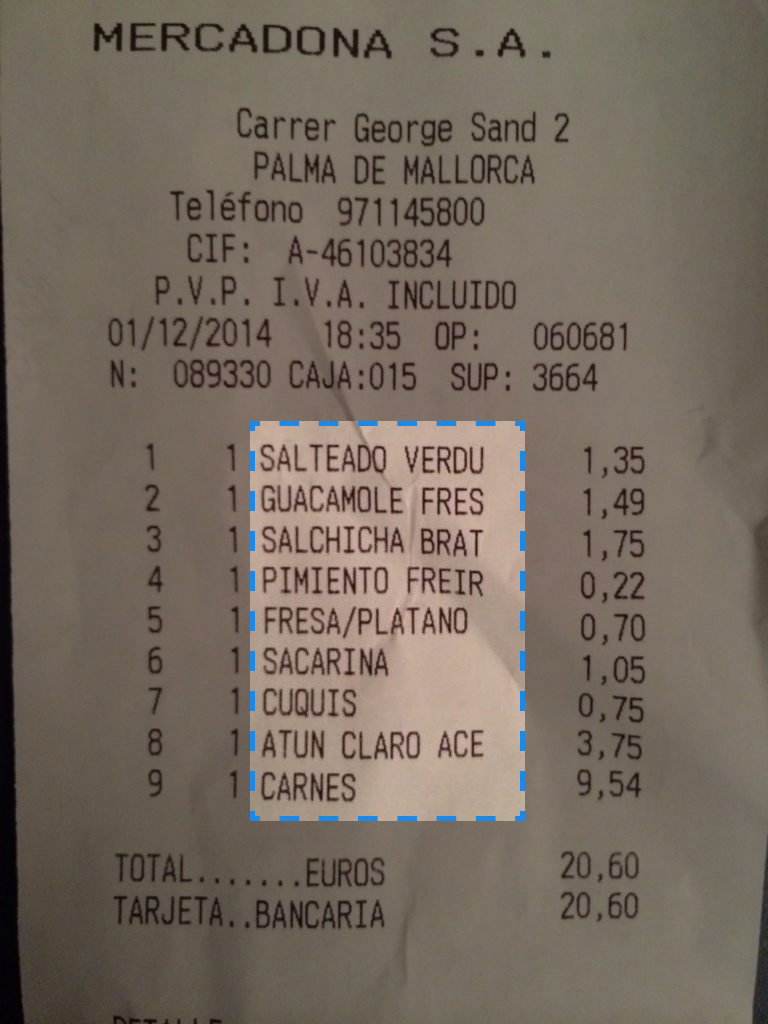 MERCADONA S.A.
Carrer George Sand 2
PALMA DE MALLORCA
Teléfono 971145800
CIF: A-46103834
P.V.P. I.V.A. INCLUIDO
01/12/2014 18:35 OP: 060681
N: 089330 CAJA:015 SUP: 3664
1 1 SALTEADO VERDU 1,35
2 1 GUACAMOLE FRES 1,49
3 1 SALCHICHA BRAT 1,75
4 1 PIMIENTO FREIR 0,22
5 1 FRESA/PLATANO 0,70
6 1 SACARINA 1,05
7 1 CUQUIS 0,75
8 1 ATUN CLARO ACE 3,75
9 1 CARNES 9,54
TOTAL.......EUROS 20,60
TARJETA..BANCARIA 20,60